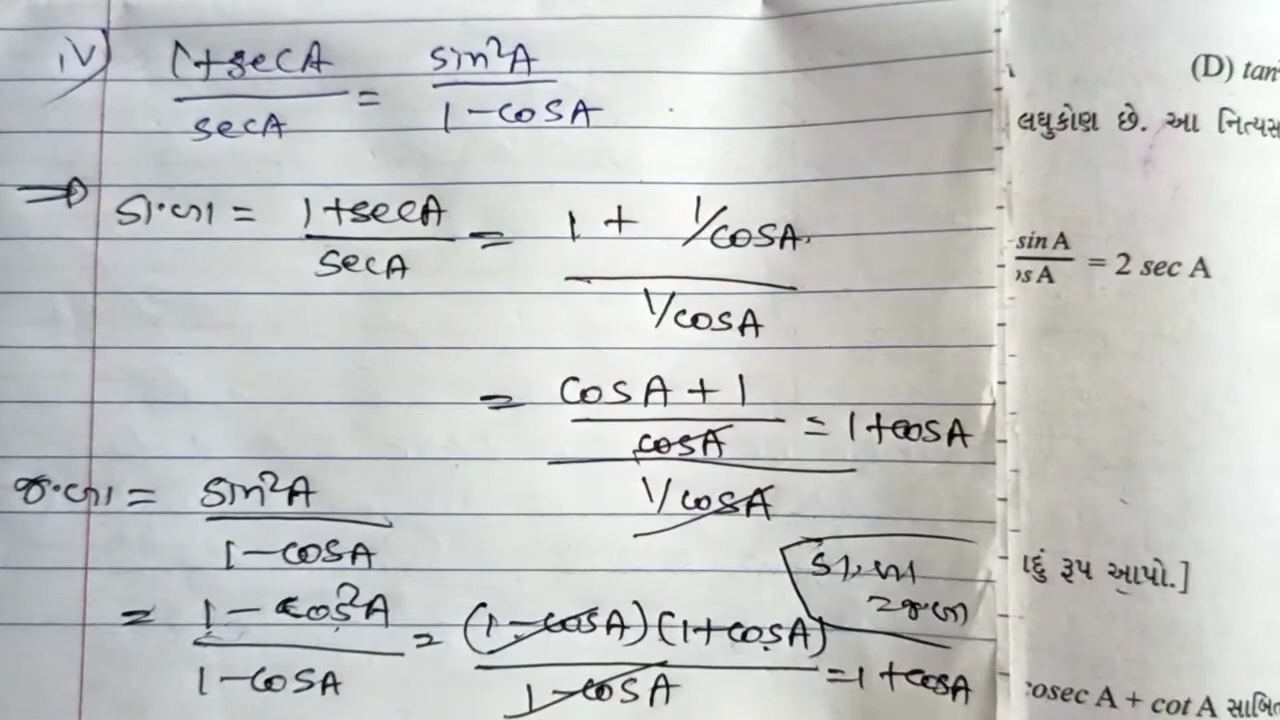 iv) (1+secA)/secA = sin²A/(1-cosA)
⇒ ડા.બા = (1+secA)/secA = (1 + 1/cosA)/(1/cosA)
= ((cosA+1)/cosA)/(1/cosA) = 1+cosA
જ.બા = sin²A/(1-cosA)
= (1-cos²A)/(1-cosA) = (1-cosA)(1+cosA)/(1-cosA) = 1+cosA
ડા.બા
=જ.બા
(D) tan
લઘુકોણ છે. આ નિત્યસ
sin A
= 2 sec A
s A
રૂપ આપો.]
cosec A + cot A સાબિત